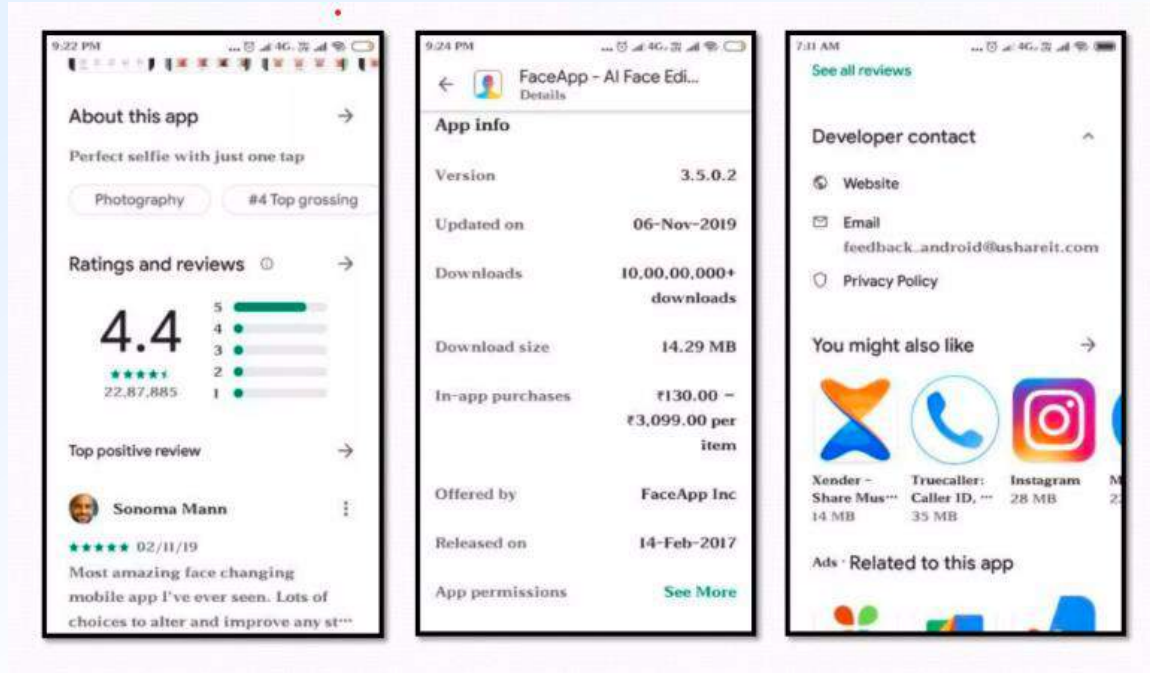 9:22 PM
4G
About this app
Perfect selfie with just one tap
Photography
#4 Top grossing
Ratings and reviews
4.4
5
4
3
2
1
22,87,885
Top positive review
Sonoma Mann
02/11/19
Most amazing face changing
mobile app I've ever seen. Lots of
choices to alter and improve any st···
9:24 PM
4G
FaceApp - AI Face Edi...
Details
App info
Version 3.5.0.2
Updated on 06-Nov-2019
Downloads 10,00,00,000+
downloads
Download size 14.29 MB
In-app purchases ₹130.00 –
₹3,099.00 per
item
Offered by FaceApp Inc
Released on 14-Feb-2017
App permissions See More
7:11 AM
4G
See all reviews
Developer contact
Website
Email
feedback_android@ushareit.com
Privacy Policy
You might also like
Xender – Truecaller: Instagram M
Share Mus··· Caller ID, ··· 28 MB
14 MB 35 MB
Ads · Related to this app